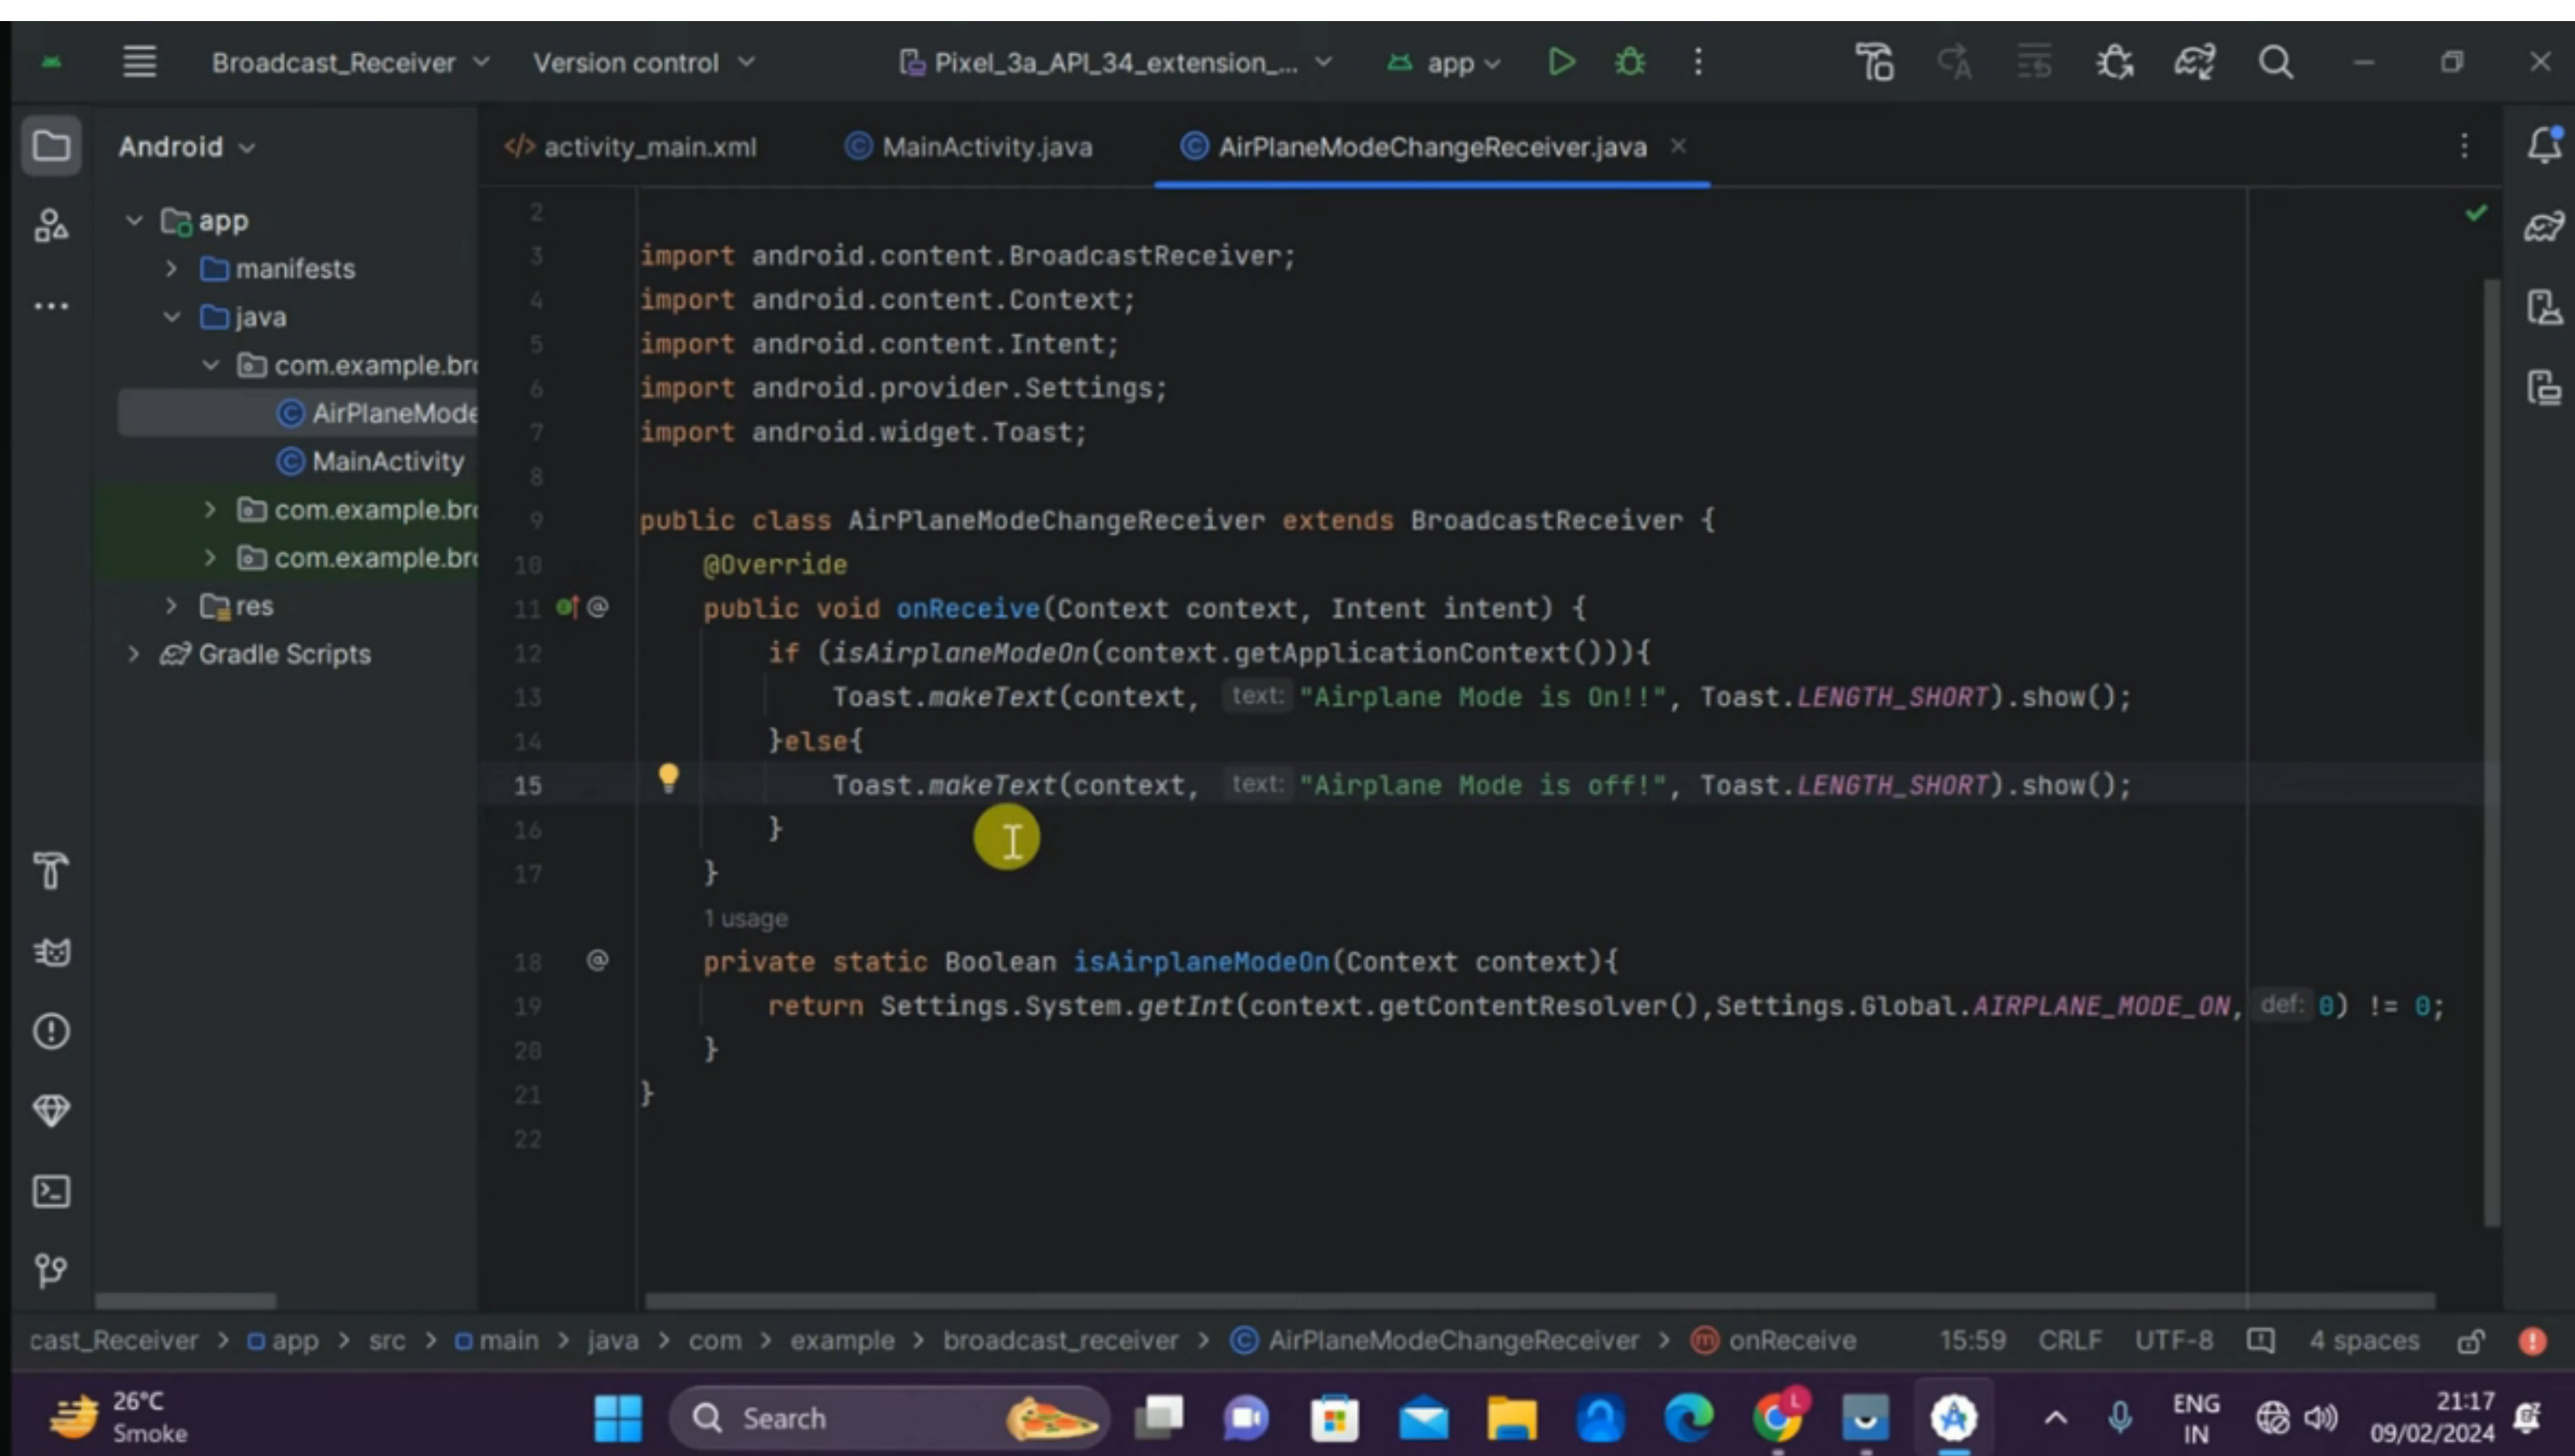 Broadcast_Receiver Version control Pixel_3a_API_34_extension_... app
Android
app
manifests
java
com.example.bro
AirPlaneMode
MainActivity
com.example.bro
com.example.bro
res
Gradle Scripts
activity_main.xml MainActivity.java AirPlaneModeChangeReceiver.java
2
3 import android.content.BroadcastReceiver;
4 import android.content.Context;
5 import android.content.Intent;
6 import android.provider.Settings;
7 import android.widget.Toast;
8
9 public class AirPlaneModeChangeReceiver extends BroadcastReceiver {
10 @Override
11 @ public void onReceive(Context context, Intent intent) {
12 if (isAirplaneModeOn(context.getApplicationContext())){
13 Toast.makeText(context, text: "Airplane Mode is On!!", Toast.LENGTH_SHORT).show();
14 }else{
15 Toast.makeText(context, text: "Airplane Mode is off!", Toast.LENGTH_SHORT).show();
16 }
17 }
1 usage
18 @ private static Boolean isAirplaneModeOn(Context context){
19 return Settings.System.getInt(context.getContentResolver(),Settings.Global.AIRPLANE_MODE_ON, def: 0) != 0;
20 }
21 }
22
cast_Receiver > app > src > main > java > com > example > broadcast_receiver > AirPlaneModeChangeReceiver > onReceive 15:59 CRLF UTF-8 4 spaces
26°C
Smoke
Search
L
ENG
IN
21:17
09/02/2024